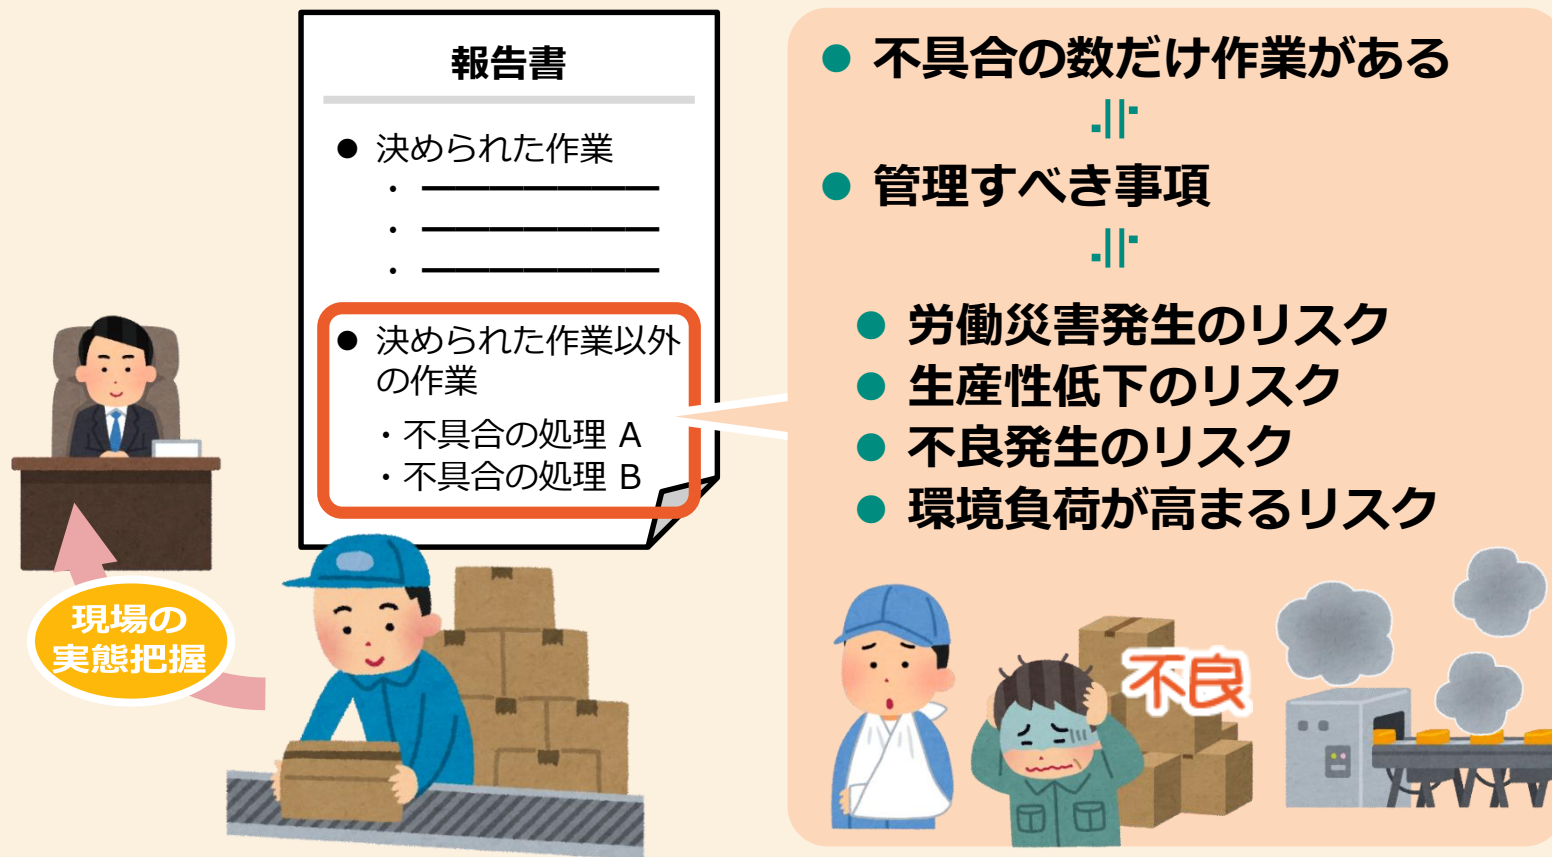 報告書
● 決められた作業
・ ―――――――
・ ―――――――
・ ―――――――
● 決められた作業以外
の作業
・不具合の処理 A
・不具合の処理 B
現場の
実態把握
● 不具合の数だけ作業がある
≒
● 管理すべき事項
≒
● 労働災害発生のリスク
● 生産性低下のリスク
● 不良発生のリスク
● 環境負荷が高まるリスク
不良